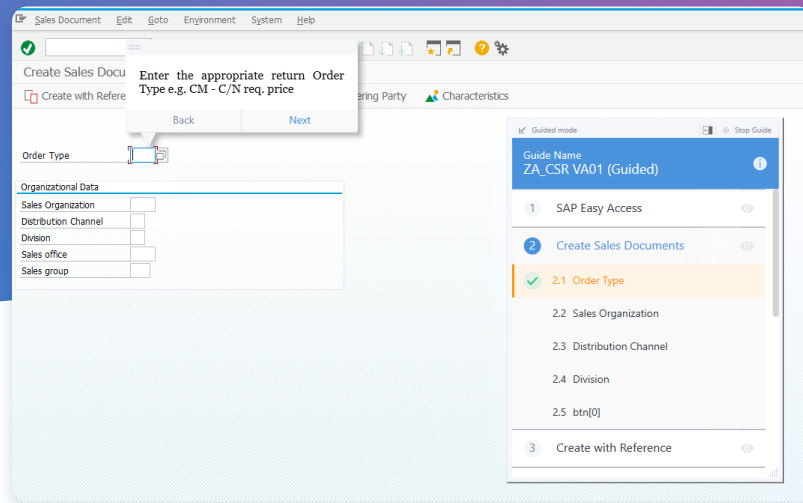 Sales Document Edit Goto Environment System Help
Create Sales Docu
Create with Refere
ering Party
Characteristics
Enter the appropriate return Order
Type e.g. CM - C/N req. price
Back Next
Order Type
Organizational Data
Sales Organization
Distribution Channel
Division
Sales office
Sales group
Guided mode
Stop Guide
Guide Name
ZA_CSR VA01 (Guided)
1 SAP Easy Access
2 Create Sales Documents
2.1 Order Type
2.2 Sales Organization
2.3 Distribution Channel
2.4 Division
2.5 btn[0]
3 Create with Reference